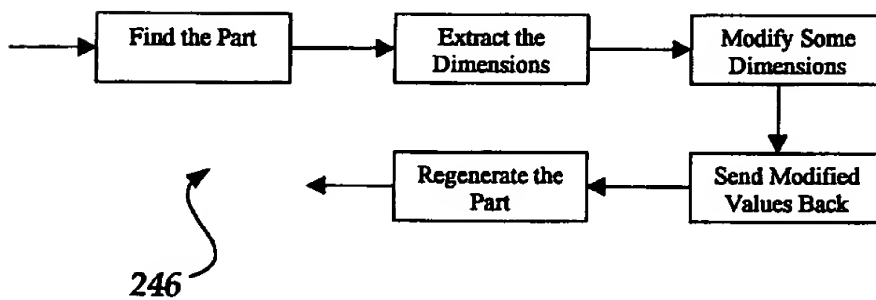 Find the Part
Extract the
Dimensions
Modify Some
Dimensions
Send Modified
Values Back
Regenerate the
Part
246